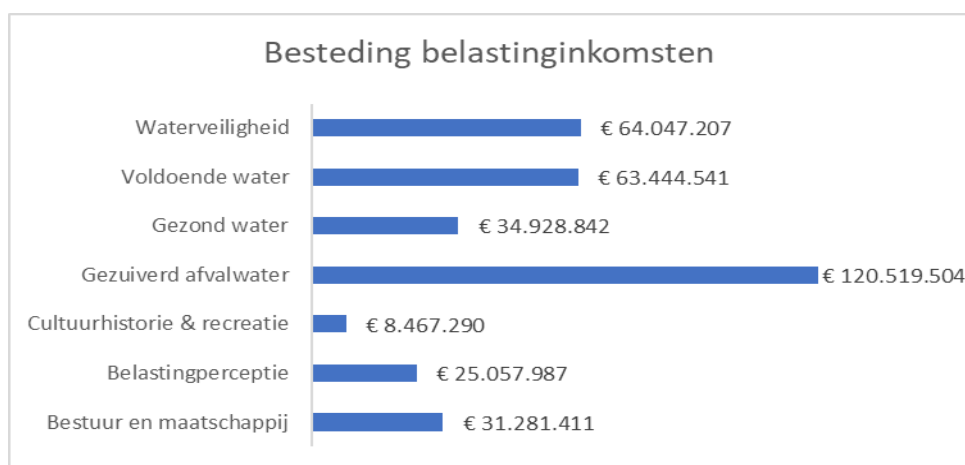 Besteding belastinginkomsten
Waterveiligheid € 64.047.207
Voldoende water € 63.444.541
Gezond water € 34.928.842
Gezuiverd afvalwater € 120.519.504
Cultuurhistorie & recreatie € 8.467.290
Belastingperceptie € 25.057.987
Bestuur en maatschappij € 31.281.411